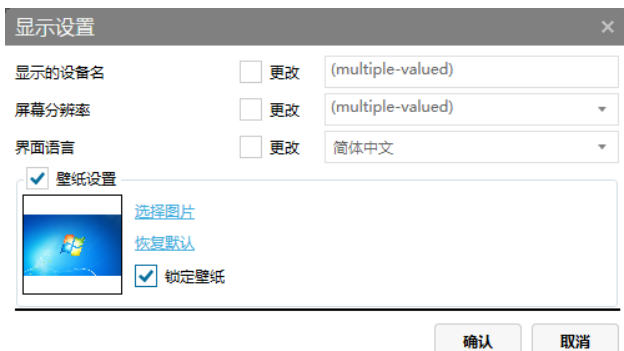 显示设置
显示的设备名 更改 (multiple-valued)
屏幕分辨率 更改 (multiple-valued)
界面语言 更改 简体中文
壁纸设置
选择图片
恢复默认
锁定壁纸
确认 取消